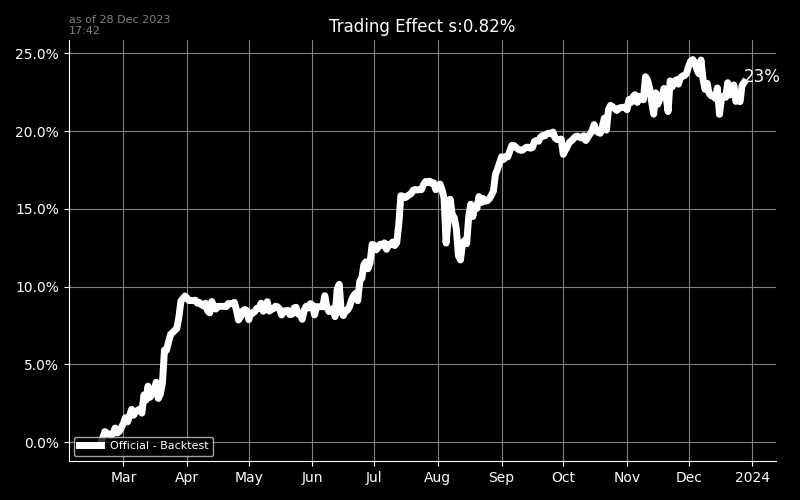 as of 28 Dec 2023
17:42
Trading Effect s:0.82%
25.0%
20.0%
15.0%
10.0%
5.0%
0.0%
23%
Official - Backtest
Mar Apr May Jun Jul Aug Sep Oct Nov Dec 2024